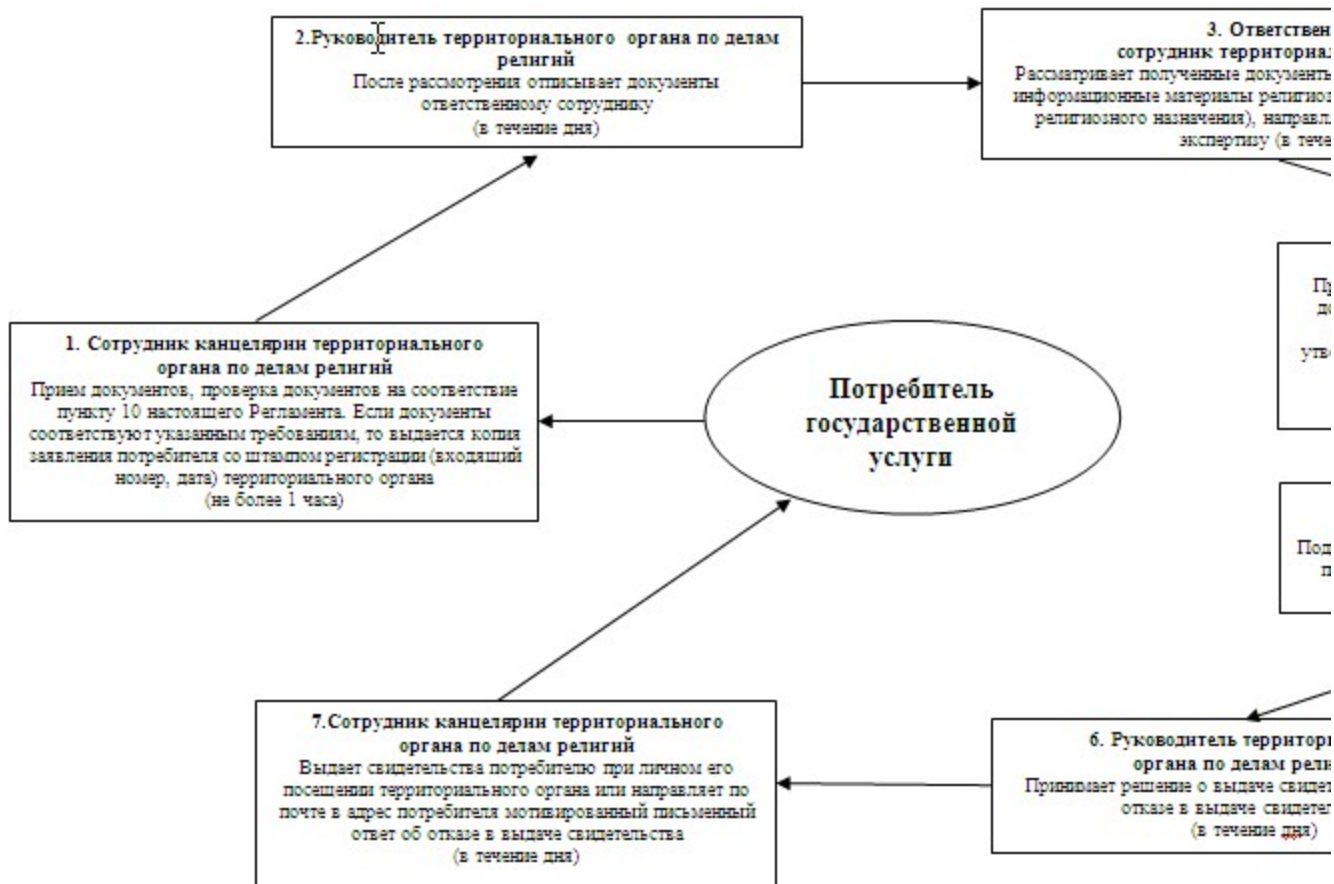 2.Руководитель территориального органа по делам
религий
После рассмотрения отписывает документы
ответственному сотруднику
(в течение дня)
3. Ответствен
сотрудник территориал
Рассматривает полученные документы
информационные материалы религиоз
религиозного назначения), направл
экспертизу (в тече
1. Сотрудник канцелярии территориального
органа по делам религий
Прием документов, проверка документов на соответствие
пункту 10 настоящего Регламента. Если документы
соответствуют указанным требованиям, то выдается копия
заявления потребителя со штампом регистрации (входящий
номер, дата) территориального органа
(не более 1 часа)
Потребитель
государственной
услуги
Пр
до
утве
Под
п
7.Сотрудник канцелярии территориального
органа по делам религий
Выдает свидетельства потребителю при личном его
посещении территориального органа или направляет по
почте в адрес потребителя мотивированный письменный
ответ об отказе в выдаче свидетельства
(в течение дня)
6. Руководитель территори
органа по делам рели
Принимает решение о выдаче свидет
отказе в выдаче свидетел
(в течение дня)